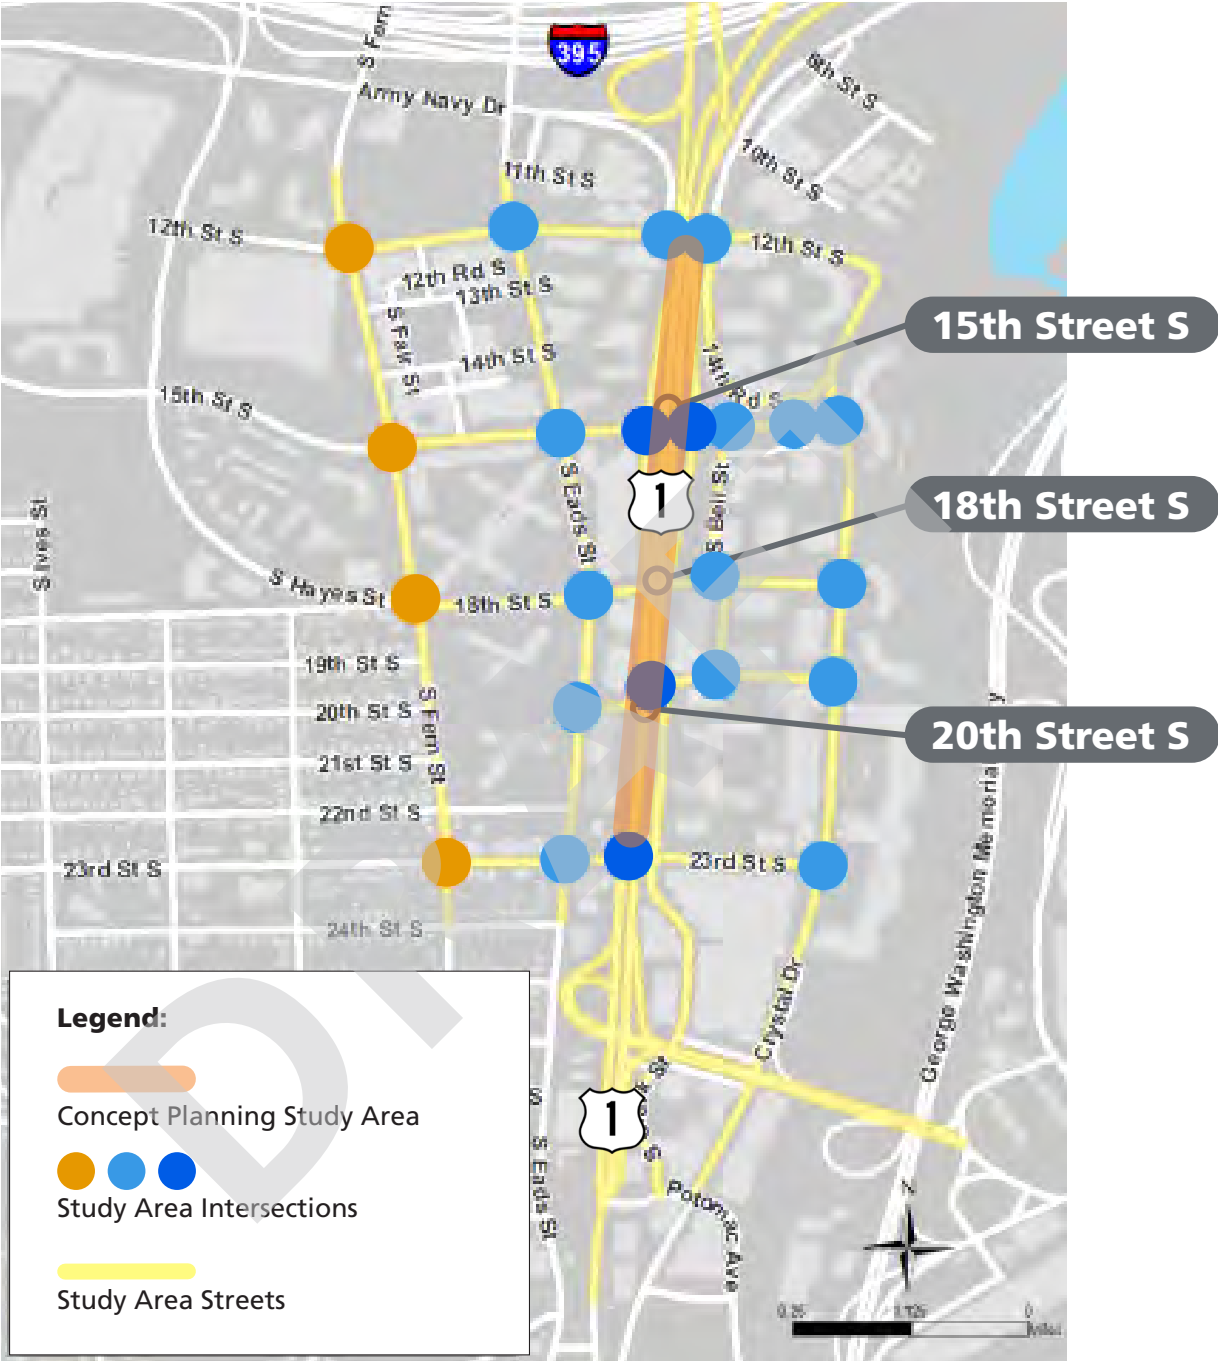 S Fern
395
Army Navy Dr
9th St S
10th St S
11th St S
12th St S
12th St S
12th Rd S
13th St S
S Fair St
14th St S
14th Rd S
15th Street S
15th St S
1
S Eads St
S Bell St
18th Street S
S Ives St
S Hayes St
18th St S
19th St S
S Fern St
20th St S
20th Street S
21st St S
22nd St S
23rd St S
23rd St S
24th St S
George Washington Memoria
y
Crystal Dr
Legend:
Concept Planning Study Area
Study Area Intersections
Study Area Streets
1
S
S Eads St
Potomac Ave
Z
0.25
0.125
0
Miles